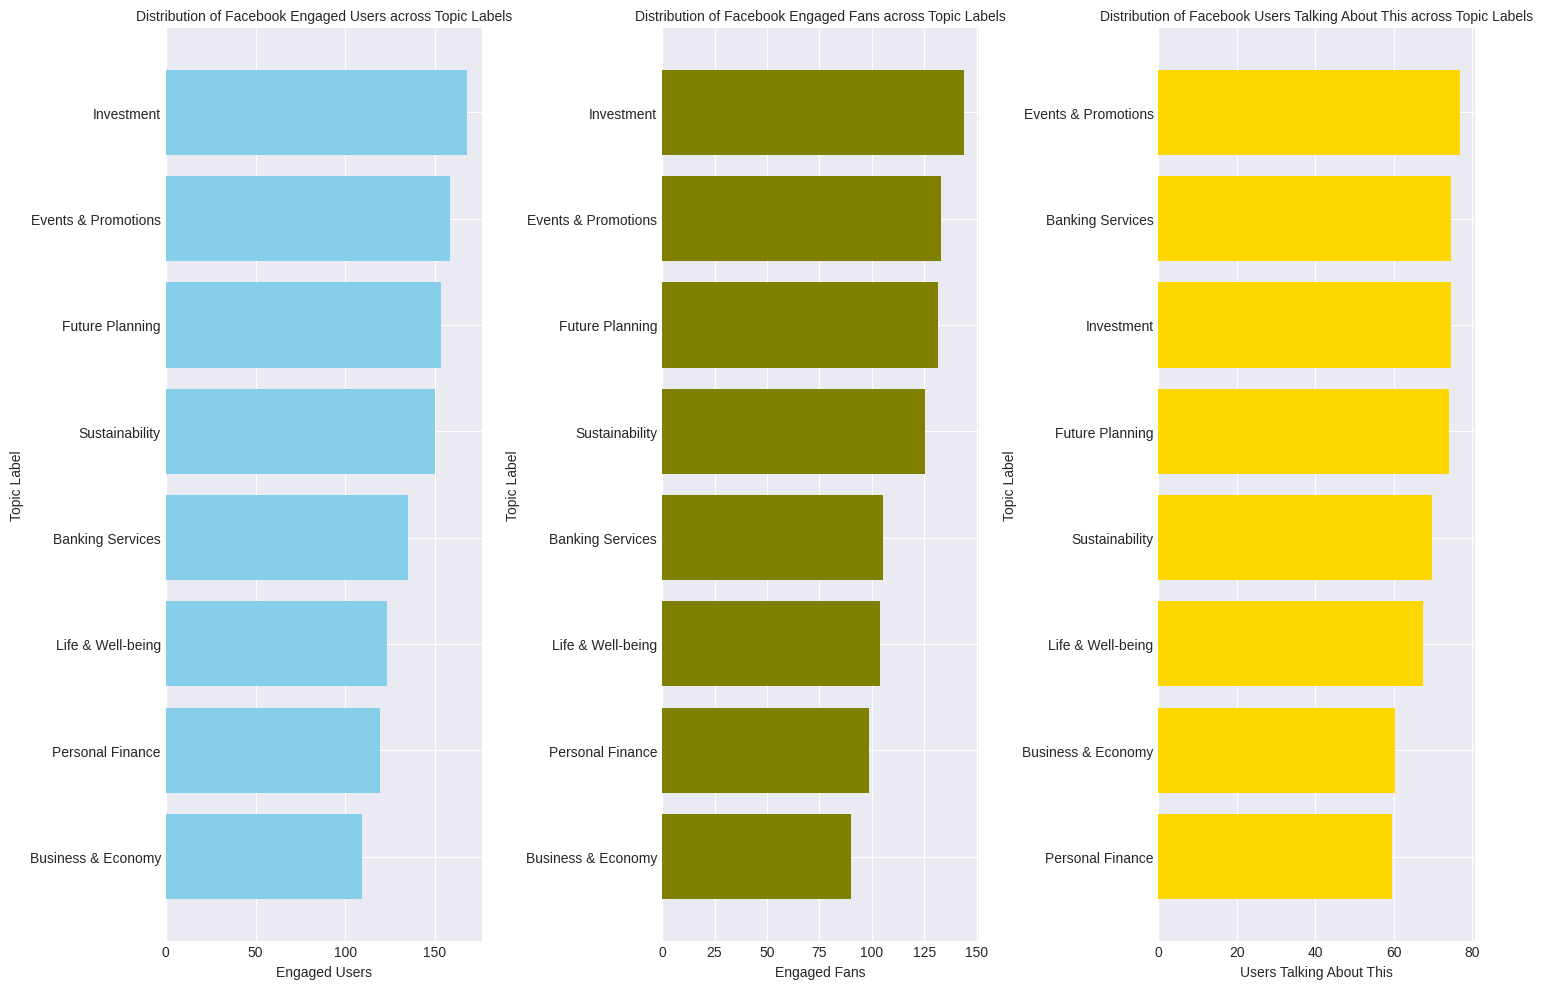 Distribution of Facebook Engaged Users across Topic Labels
Topic Label
Investment
Events & Promotions
Future Planning
Sustainability
Banking Services
Life & Well-being
Personal Finance
Business & Economy
0 50 100 150
Engaged Users
Distribution of Facebook Engaged Fans across Topic Labels
Topic Label
Investment
Events & Promotions
Future Planning
Sustainability
Banking Services
Life & Well-being
Personal Finance
Business & Economy
0 25 50 75 100 125 150
Engaged Fans
Distribution of Facebook Users Talking About This across Topic Labels
Topic Label
Events & Promotions
Banking Services
Investment
Future Planning
Sustainability
Life & Well-being
Business & Economy
Personal Finance
0 20 40 60 80
Users Talking About This